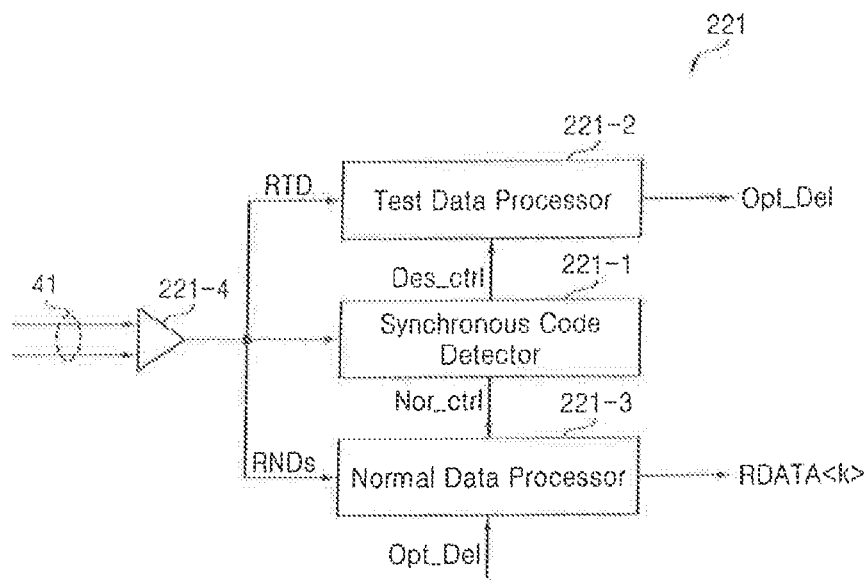 221
221-2
RTD
Test Data Processor
Opt_Del
Des_ctrl
221-1
41
221-4
Synchronous Code
Detector
Nor_ctrl
221-3
RNDs
Normal Data Processor
RDATA<k>
Opt_Del